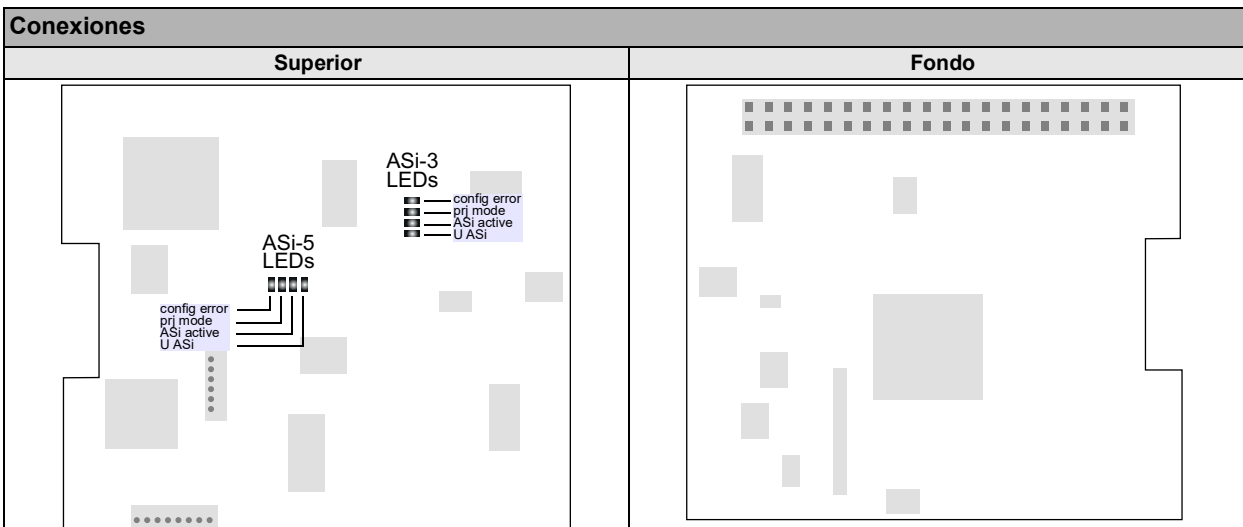 Conexiones
Superior
Fondo
ASi-3
LEDs
config error
prj mode
ASi active
U ASi
ASi-5
LEDs
config error
prj mode
ASi active
U ASi